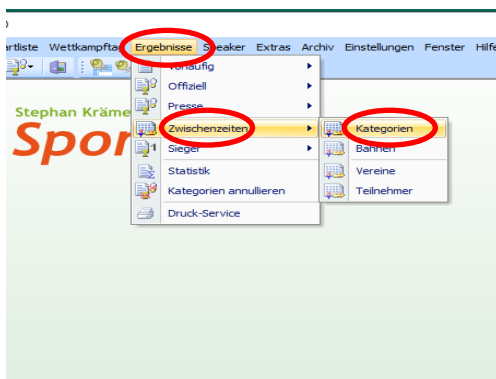 artliste Wettkampftag Ergebnisse Speaker Extras Archiv Einstellungen Fenster Hilfe
Vorläufig
Offiziell
Presse
Zwischenzeiten
Kategorien
Sieger
Bahnen
Statistik
Vereine
Kategorien annullieren
Teilnehmer
Druck-Service
Stephan Kräme
Spor